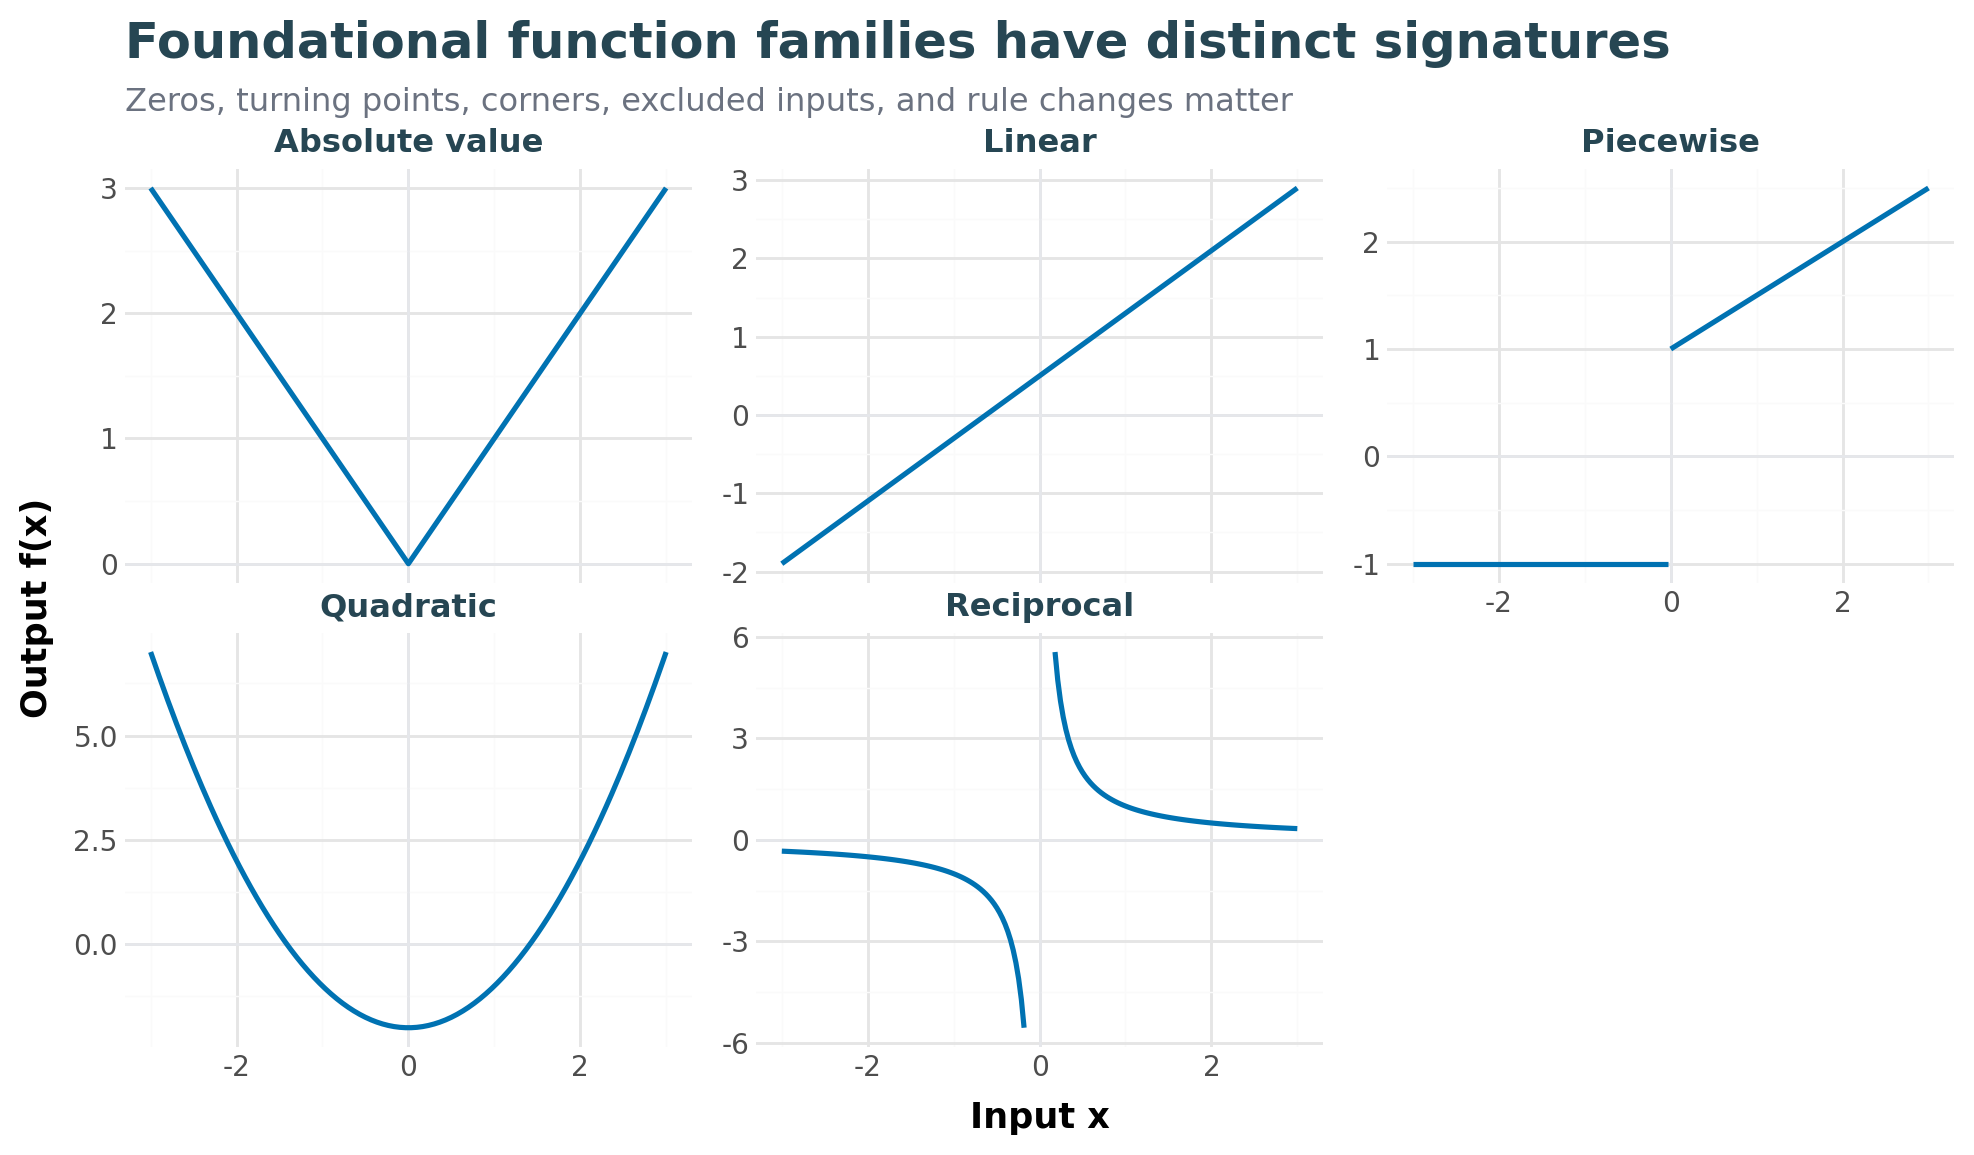 Foundational function families have distinct signatures
Zeros, turning points, corners, excluded inputs, and rule changes matter
Absolute value
3
2
1
0
Linear
3
2
1
0
-1
-2
Piecewise
2
1
0
-1
-2 0 2
Output f(x)
Quadratic
5.0
2.5
0.0
-2 0 2
Reciprocal
6
3
0
-3
-6
-2 0 2
Input x